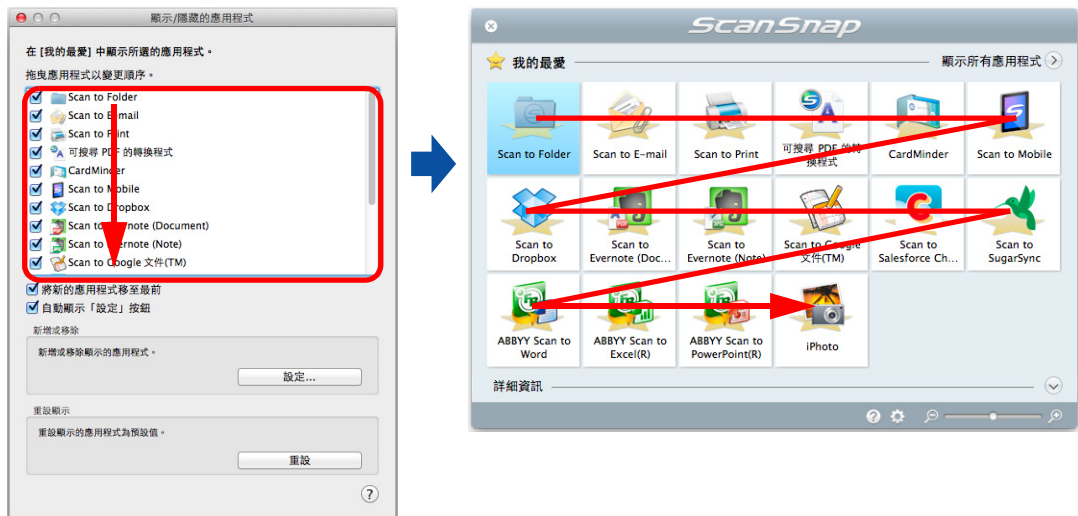 顯示/隱藏的應用程式
在 [我的最愛] 中顯示所選的應用程式。
拖曳應用程式以變更順序。
Scan to Folder
Scan to E-mail
Scan to Print
可搜尋 PDF 的轉換程式
CardMinder
Scan to Mobile
Scan to Dropbox
Scan to Evernote (Document)
Scan to Evernote (Note)
Scan to Google 文件(TM)
將新的應用程式移至最前
自動顯示「設定」按鈕
新增或移除
新增或移除顯示的應用程式。
設定...
重設顯示
重設顯示的應用程式為預設值。
重設
?
ScanSnap
我的最愛
顯示所有應用程式
Scan to Folder
Scan to E-mail
Scan to Print
可搜尋 PDF 的轉
換程式
CardMinder
Scan to Mobile
Scan to
Dropbox
Scan to
Evernote (Doc...
Scan to
Evernote (Note)
Scan to Google
文件(TM)
Scan to
Salesforce Ch...
Scan to
SugarSync
ABBYY Scan to
Word
ABBYY Scan to
Excel(R)
ABBYY Scan to
PowerPoint(R)
iPhoto
詳細資訊
?